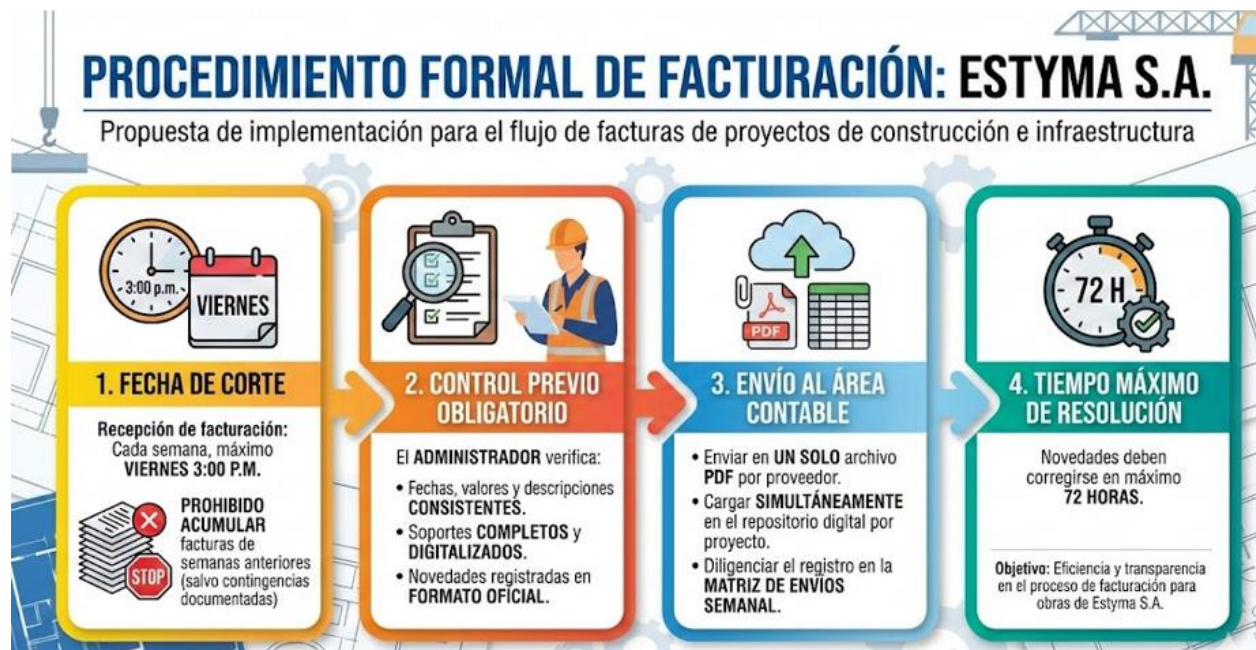 PROCEDIMIENTO FORMAL DE FACTURACIÓN: ESTYMA S.A.
Propuesta de implementación para el flujo de facturas de proyectos de construcción e infraestructura
3:00 p.m.
VIERNES
1. FECHA DE CORTE
Recepción de facturación:
Cada semana, máximo
VIERNES 3:00 P.M.
PROHIBIDO
ACUMULAR
facturas de
semanas anteriores
(salvo contingencias
documentadas)
STOP
2. CONTROL PREVIO
OBLIGATORIO
El ADMINISTRADOR verifica:
• Fechas, valores y descripciones
CONSISTENTES.
• Soportes COMPLETOS y
DIGITALIZADOS.
• Novedades registradas en
FORMATO OFICIAL.
PDF
3. ENVÍO AL ÁREA
CONTABLE
• Enviar en UN SOLO archivo
PDF por proveedor.
• Cargar SIMULTÁNEAMENTE
en el repositorio digital por
proyecto.
• Diligenciar el registro en la
MATRIZ DE ENVÍOS
SEMANAL.
72 H
4. TIEMPO MÁXIMO
DE RESOLUCIÓN
Novedades deben
corregirse en máximo
72 HORAS.
Objetivo: Eficiencia y transparencia
en el proceso de facturación para
obras de Estyma S.A.